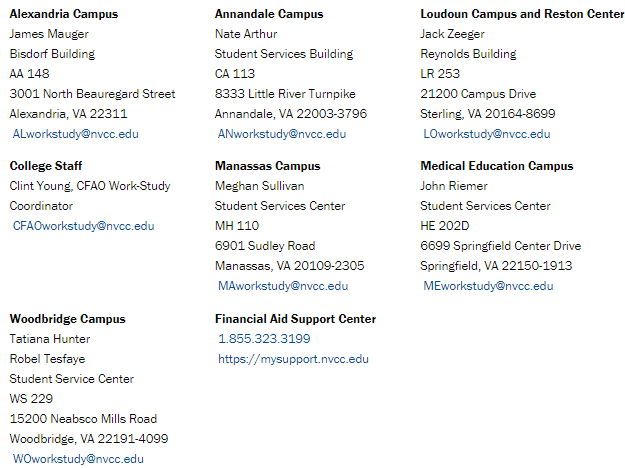 Alexandria Campus
James Mauger
Bisdorf Building
AA 148
3001 North Beauregard Street
Alexandria, VA 22311
ALworkstudy@nvcc.edu
Annandale Campus
Nate Arthur
Student Services Building
CA 113
8333 Little River Turnpike
Annandale, VA 22003-3796
ANworkstudy@nvcc.edu
Loudoun Campus and Reston Center
Jack Zeeger
Reynolds Building
LR 253
21200 Campus Drive
Sterling, VA 20164-8699
LOworkstudy@nvcc.edu
College Staff
Clint Young, CFAO Work-Study
Coordinator
CFAOworkstudy@nvcc.edu
Manassas Campus
Meghan Sullivan
Student Services Center
MH 110
6901 Sudley Road
Manassas, VA 20109-2305
MAworkstudy@nvcc.edu
Medical Education Campus
John Riemer
Student Services Center
HE 202D
6699 Springfield Center Drive
Springfield, VA 22150-1913
MEworkstudy@nvcc.edu
Woodbridge Campus
Tatiana Hunter
Robel Tesfaye
Student Service Center
WS 229
15200 Neabsco Mills Road
Woodbridge, VA 22191-4099
WOworkstudy@nvcc.edu
Financial Aid Support Center
1.855.323.3199
https://mysupport.nvcc.edu